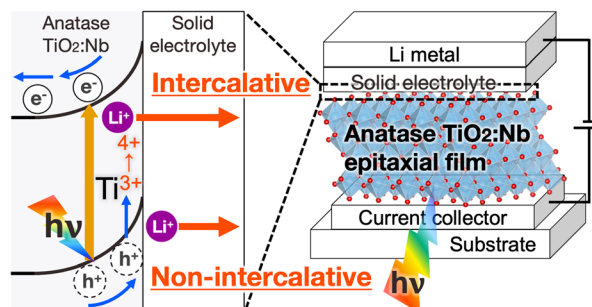 Anatase
TiO2:Nb
Solid
electrolyte
e-
e-
Intercalative
Li+
4+
↑
Ti3+
hν
Li+
h+
h+
Non-intercalative
Li metal
Solid electrolyte
Anatase TiO2:Nb
epitaxial film
Current collector
Substrate
hν